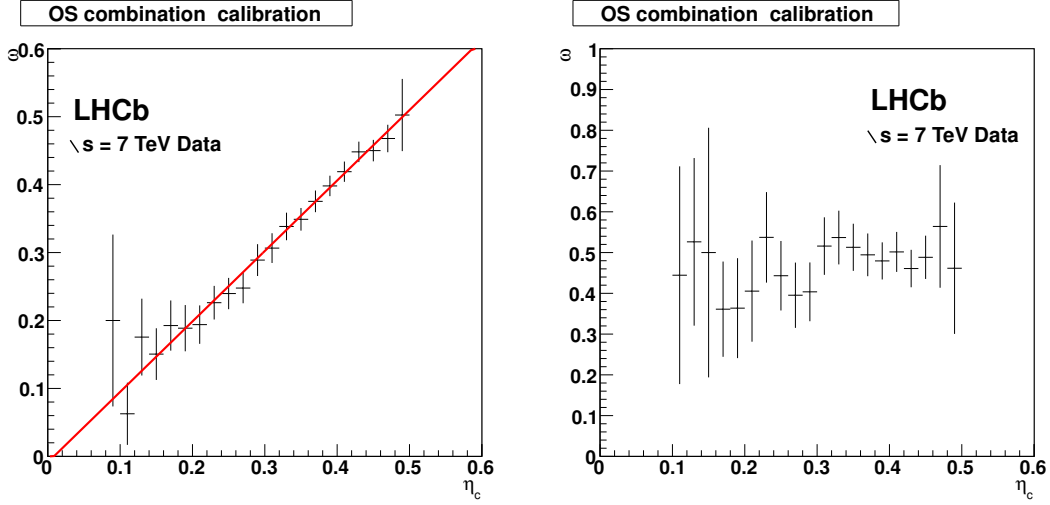 OS combination calibration
ω
0.6
0.5
0.4
0.3
0.2
0.1
0
LHCb
\ s = 7 TeV Data
0 0.1 0.2 0.3 0.4 0.5 0.6
η_c
OS combination calibration
ω
1
0.9
0.8
0.7
0.6
0.5
0.4
0.3
0.2
0.1
0
LHCb
\ s = 7 TeV Data
0 0.1 0.2 0.3 0.4 0.5 0.6
η_c